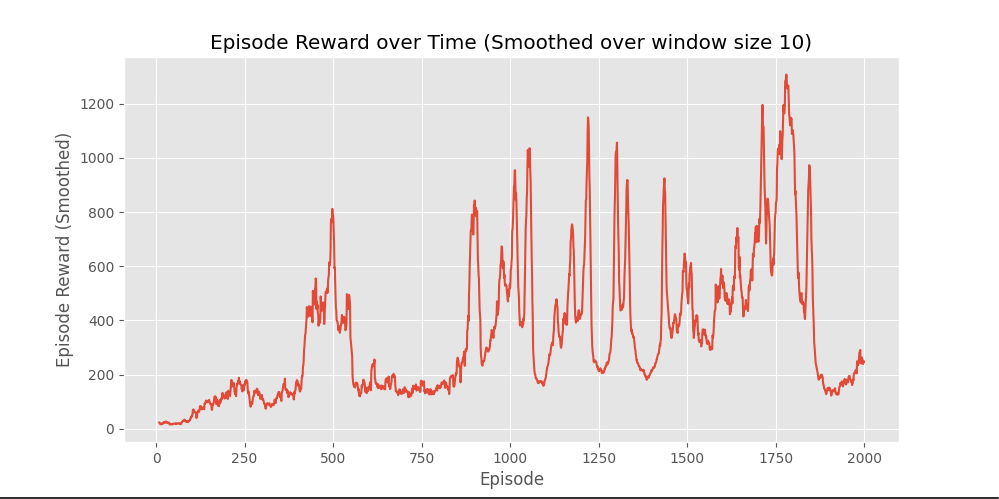 Episode Reward over Time (Smoothed over window size 10)
Episode Reward (Smoothed)
1200
1000
800
600
400
200
0
0 250 500 750 1000 1250 1500 1750 2000
Episode